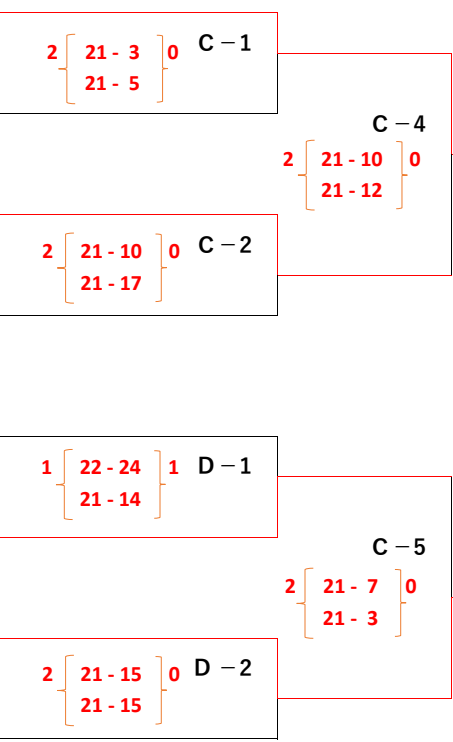 C－1
2 21 - 3 0
21 - 5
C－4
2 21 - 10 0
21 - 12
C－2
2 21 - 10 0
21 - 17
D－1
1 22 - 24 1
21 - 14
C－5
2 21 - 7 0
21 - 3
D－2
2 21 - 15 0
21 - 15